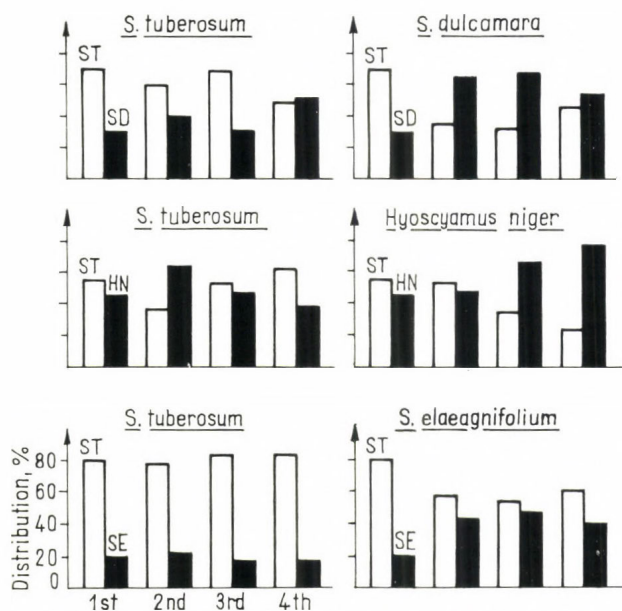 S. tuberosum
S. dulcamara
ST
SD
ST
SD
S. tuberosum
Hyoscyamus niger
ST
HN
ST
HN
S. tuberosum
S. elaeagnifolium
Distribution, %
80
60
40
20
0
ST
SE
ST
SE
1st 2nd 3rd 4th